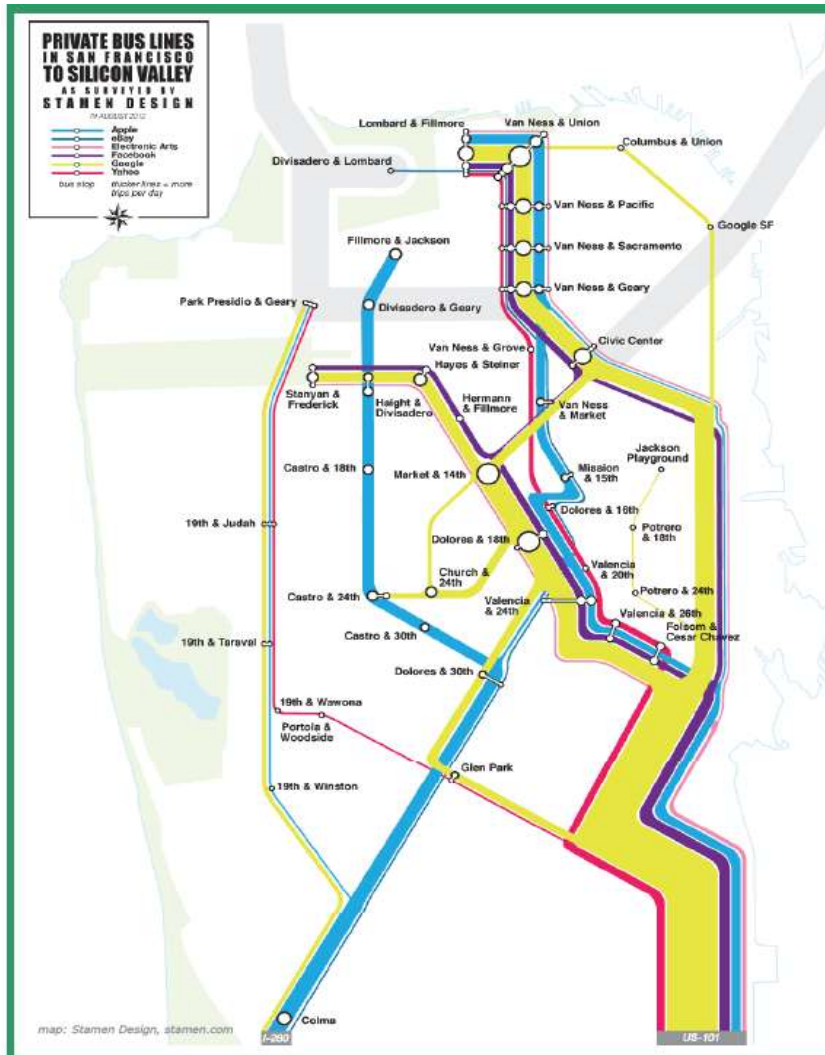 PRIVATE BUS LINES
IN SAN FRANCISCO
TO SILICON VALLEY
AS SURVEYED BY
STAMEN DESIGN
19 AUGUST 2012
Apple
eBay
Electronic Arts
Facebook
Google
Yahoo
bus stop
thicker lines = more
trips per day
Lombard & Fillmore
Van Ness & Union
Columbus & Union
Divisadero & Lombard
Van Ness & Pacific
Google SF
Fillmore & Jackson
Van Ness & Sacramento
Van Ness & Geary
Park Presidio & Geary
Divisadero & Geary
Civic Center
Van Ness & Grove
Hayes & Steiner
Stanyan &
Frederick
Haight &
Divisadero
Hermann
& Fillmore
Van Ness
& Market
Jackson
Playground
Castro & 18th
Market & 14th
Mission
& 15th
Dolores & 16th
19th & Judah
Potrero
& 18th
Dolores & 18th
Church &
24th
Valencia
& 20th
Castro & 24th
Valencia
& 24th
Potrero & 24th
Valencia & 26th
Folsom &
Cesar Chavez
Castro & 30th
19th & Taraval
Dolores & 30th
19th & Wawona
Portola &
Woodside
Glen Park
19th & Winston
Colma
map: Stamen Design, stamen.com
I-280
US-101